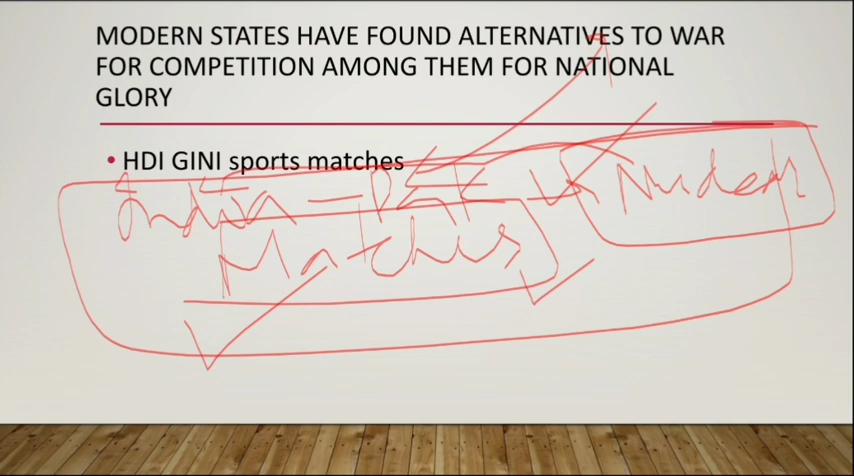 MODERN STATES HAVE FOUND ALTERNATIVES TO WAR
FOR COMPETITION AMONG THEM FOR NATIONAL
GLORY
• HDI GINI sports matches
India – Pak Nuclear
Matches